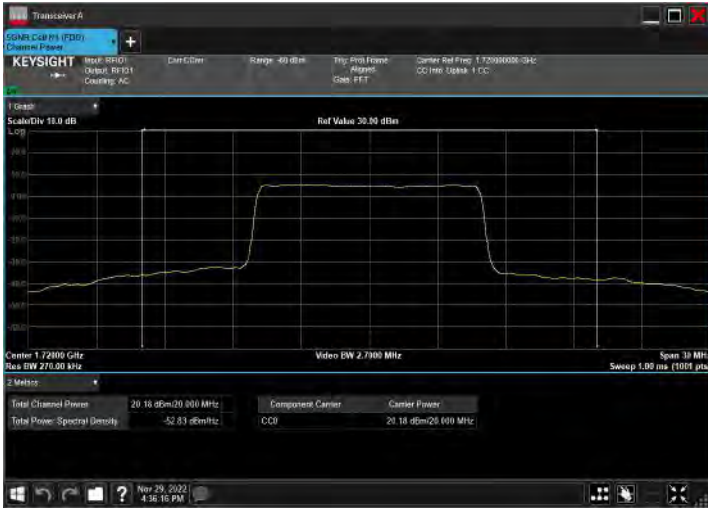 Transceiver A
5GNR Cell RX (FDD)
Channel Power
KEYSIGHT
Input: RFIO1
Output: RFIO1
Coupling: AC
Corr CCorr
Range: -60 dBm
Trig: Prdt Frame
Aligned
Gate: FFT
Carrier Ref Freq: 1.720000000 GHz
CC Info: Uplink 1 CC
1 Graph
Scale/Div 10.0 dB
Ref Value 30.00 dBm
Log
Center 1.72000 GHz
Video BW 2.7000 MHz
Span 30 MHz
Res BW 270.00 kHz
Sweep 1.00 ms (1001 pts
2 Metrics
Total Channel Power
20.18 dBm/20.000 MHz
Total Power Spectral Density
-52.83 dBm/Hz
Component Carrier
Carrier Power
CC0
20.18 dBm/20.000 MHz
?
Nov 29, 2022
4:36:16 PM